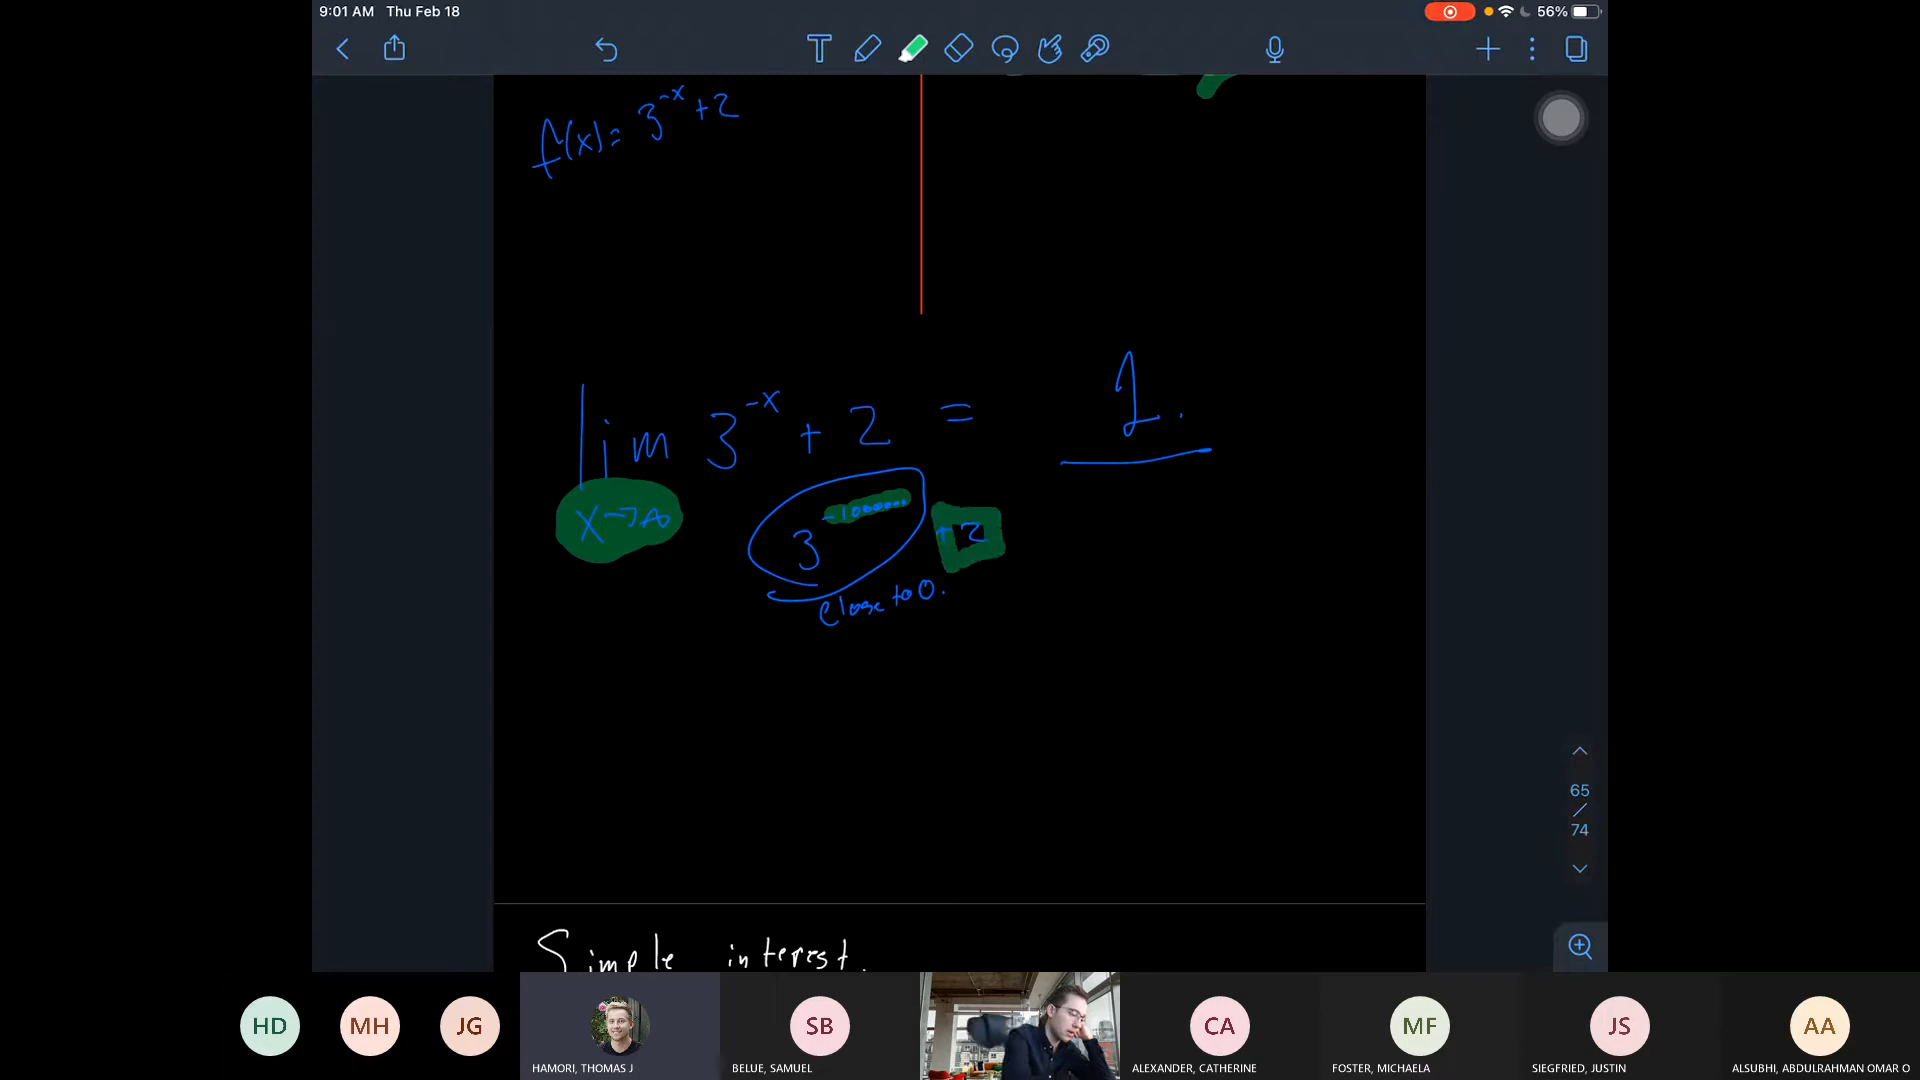 9:01 AM Thu Feb 18
56%
f(x) = 3^-x + 2
lim 3^-x + 2 = 1.
x→∞
3^-1000000 + 2
close to 0.
65
/
74
Simple interest.
HD
MH
JG
SB
CA
MF
JS
AA
HAMORI, THOMAS J
BELUE, SAMUEL
ALEXANDER, CATHERINE
FOSTER, MICHAELA
SIEGFRIED, JUSTIN
ALSUBHI, ABDULRAHMAN OMAR O